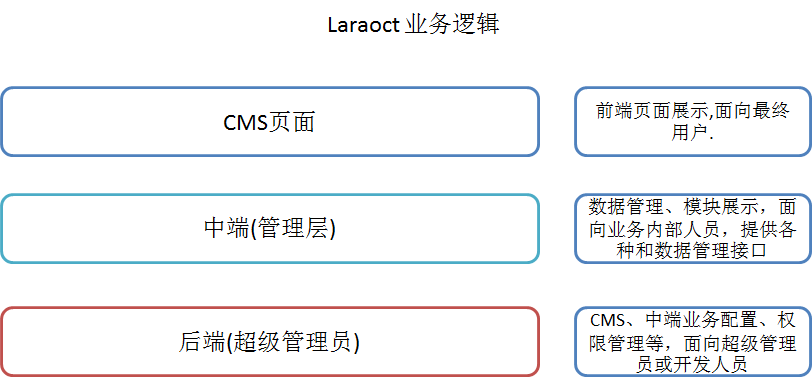 Laraoct 业务逻辑
CMS页面
前端页面展示,面向最终
用户.
中端(管理层)
数据管理、模块展示，面
向业务内部人员，提供各
种和数据管理接口
后端(超级管理员)
CMS、中端业务配置、权
限管理等，面向超级管理
员或开发人员